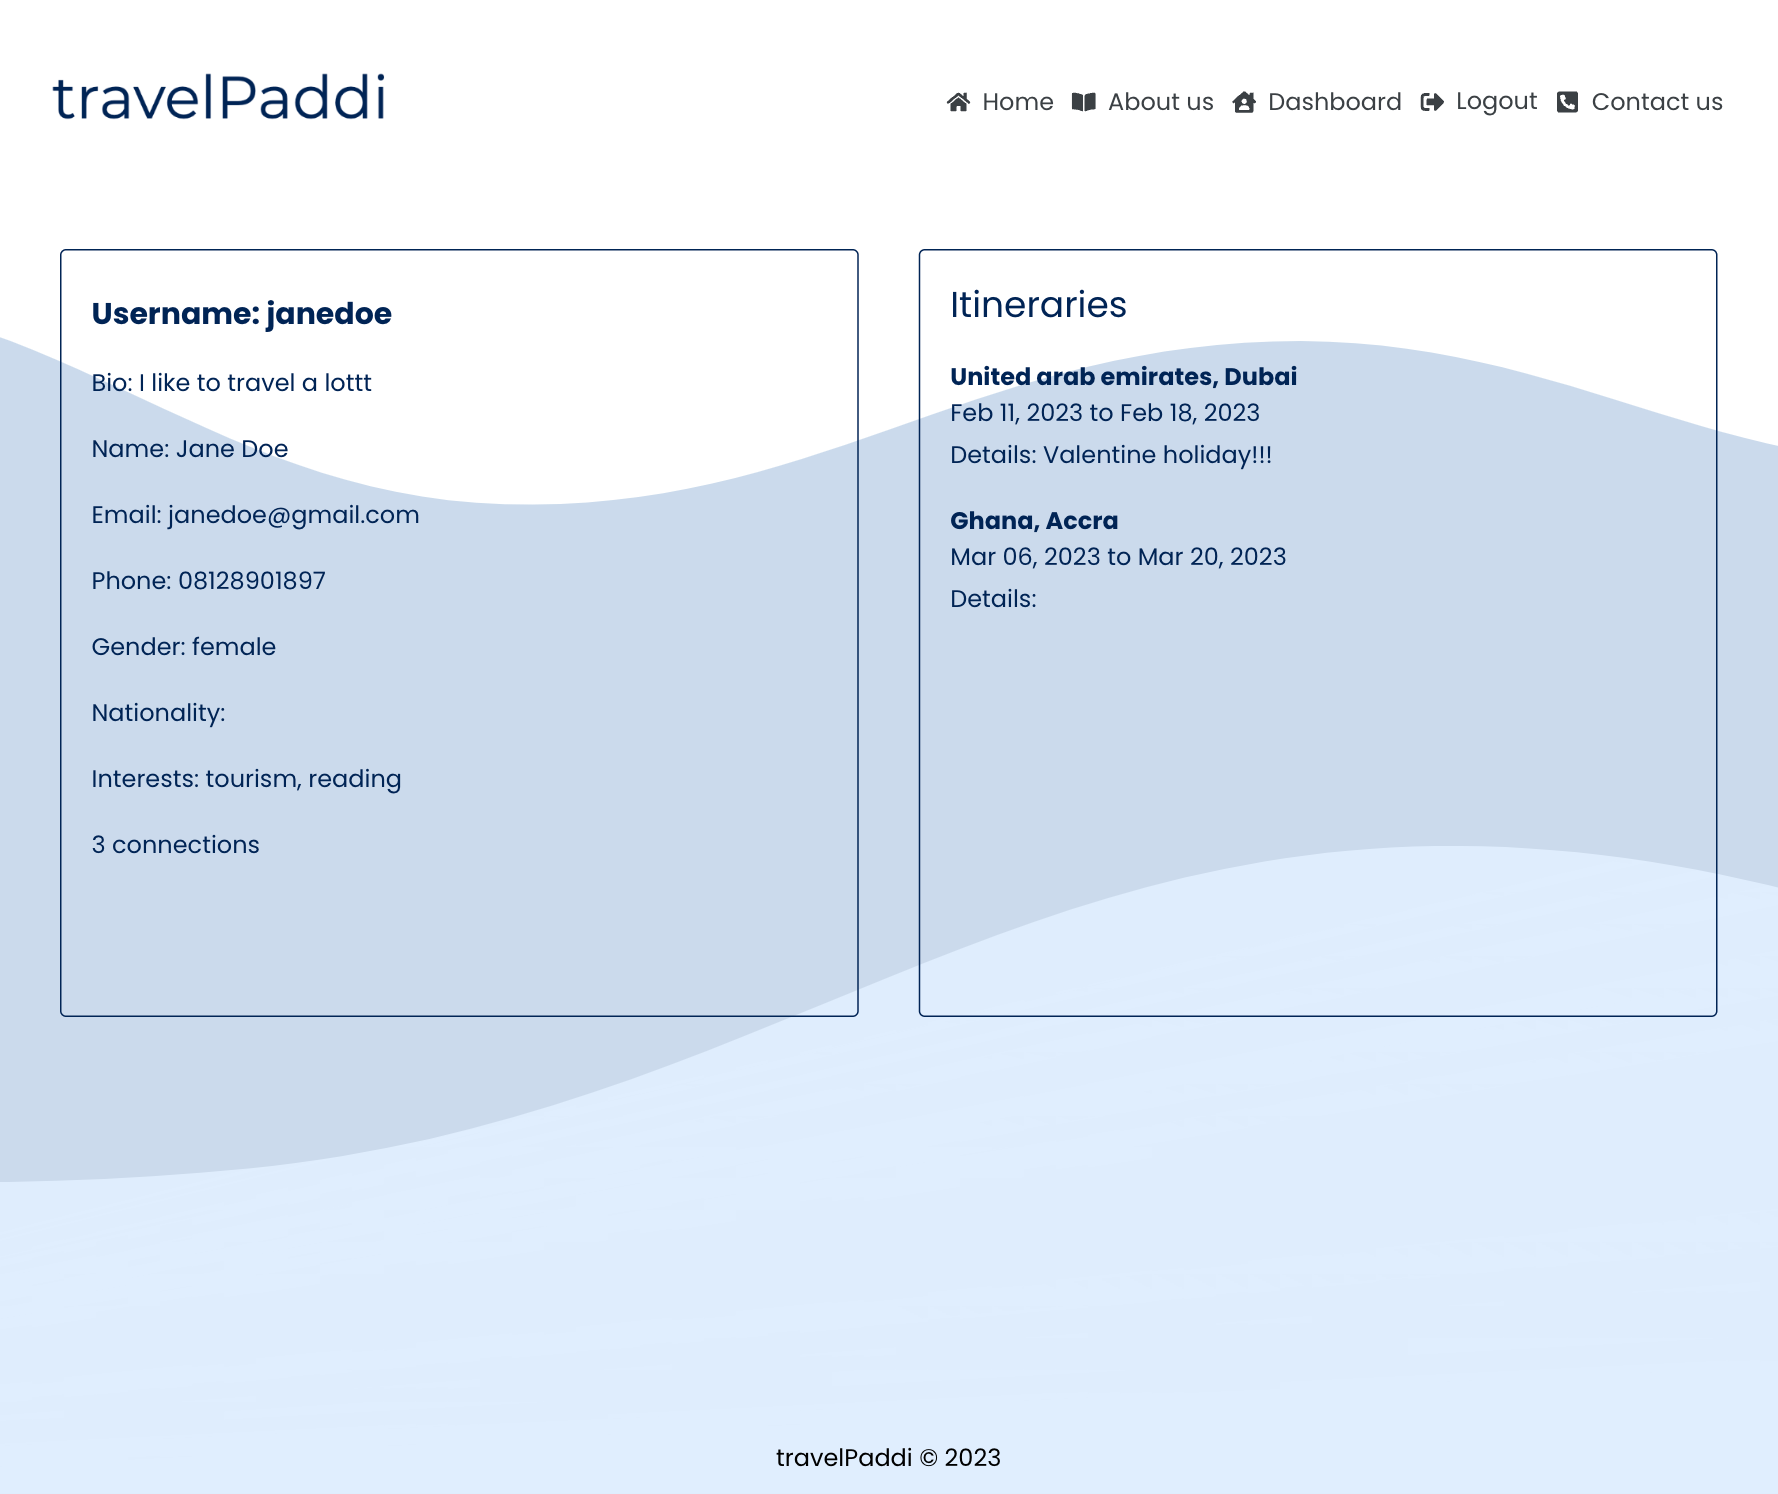 travelPaddi
Home About us Dashboard Logout Contact us
Username: janedoe
Bio: I like to travel a lottt
Name: Jane Doe
Email: janedoe@gmail.com
Phone: 08128901897
Gender: female
Nationality:
Interests: tourism, reading
3 connections
Itineraries
United arab emirates, Dubai
Feb 11, 2023 to Feb 18, 2023
Details: Valentine holiday!!!
Ghana, Accra
Mar 06, 2023 to Mar 20, 2023
Details:
travelPaddi © 2023